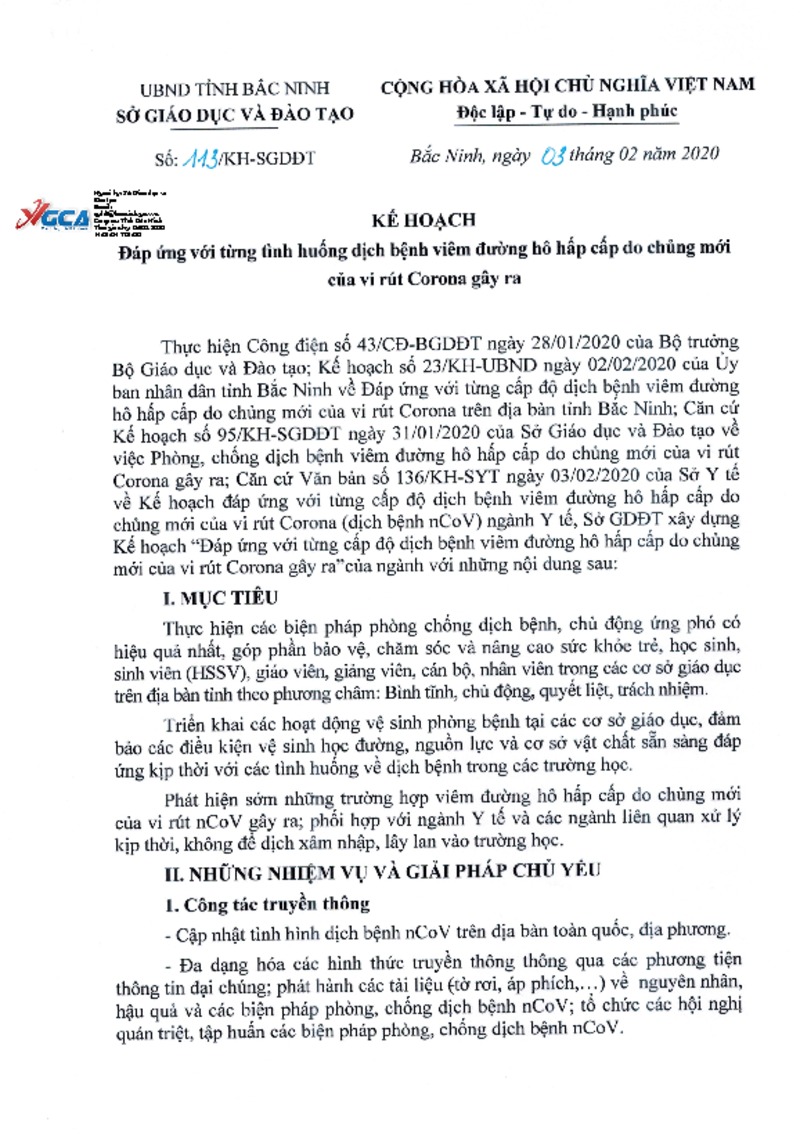 UBND TỈNH BẮC NINH
SỞ GIÁO DỤC VÀ ĐÀO TẠO
CỘNG HÒA XÃ HỘI CHỦ NGHĨA VIỆT NAM
Độc lập - Tự do - Hạnh phúc
Số: 113/KH-SGDĐT
Bắc Ninh, ngày 03 tháng 02 năm 2020
GCA
KẾ HOẠCH
Đáp ứng với từng tình huống dịch bệnh viêm đường hô hấp cấp do chủng mới
của vi rút Corona gây ra
Thực hiện Công điện số 43/CĐ-BGDĐT ngày 28/01/2020 của Bộ trưởng
Bộ Giáo dục và Đào tạo; Kế hoạch số 23/KH-UBND ngày 02/02/2020 của Ủy
ban nhân dân tỉnh Bắc Ninh về Đáp ứng với từng cấp độ dịch bệnh viêm đường
hô hấp cấp do chủng mới của vi rút Corona trên địa bàn tỉnh Bắc Ninh; Căn cứ
Kế hoạch số 95/KH-SGDĐT ngày 31/01/2020 của Sở Giáo dục và Đào tạo về
việc Phòng, chống dịch bệnh viêm đường hô hấp cấp do chủng mới của vi rút
Corona gây ra; Căn cứ Văn bản số 136/KH-SYT ngày 03/02/2020 của Sở Y tế
về Kế hoạch đáp ứng với từng cấp độ dịch bệnh viêm đường hô hấp cấp do
chủng mới của vi rút Corona (dịch bệnh nCoV) ngành Y tế, Sở GDĐT xây dựng
Kế hoạch “Đáp ứng với từng cấp độ dịch bệnh viêm đường hô hấp cấp do chủng
mới của vi rút Corona gây ra”của ngành với những nội dung sau:
I. MỤC TIÊU
Thực hiện các biện pháp phòng chống dịch bệnh, chủ động ứng phó có
hiệu quả nhất, góp phần bảo vệ, chăm sóc và nâng cao sức khỏe trẻ, học sinh,
sinh viên (HSSV), giáo viên, giảng viên, cán bộ, nhân viên trong các cơ sở giáo dục
trên địa bàn tỉnh theo phương châm: Bình tĩnh, chủ động, quyết liệt, trách nhiệm.
Triển khai các hoạt động vệ sinh phòng bệnh tại các cơ sở giáo dục, đảm
bảo các điều kiện vệ sinh học đường, nguồn lực và cơ sở vật chất sẵn sàng đáp
ứng kịp thời với các tình huống về dịch bệnh trong các trường học.
Phát hiện sớm những trường hợp viêm đường hô hấp cấp do chủng mới
của vi rút nCoV gây ra; phối hợp với ngành Y tế và các ngành liên quan xử lý
kịp thời, không để dịch xâm nhập, lây lan vào trường học.
II. NHỮNG NHIỆM VỤ VÀ GIẢI PHÁP CHỦ YẾU
1. Công tác truyền thông
- Cập nhật tình hình dịch bệnh nCoV trên địa bàn toàn quốc, địa phương.
- Đa dạng hóa các hình thức truyền thông thông qua các phương tiện
thông tin đại chúng; phát hành các tài liệu (tờ rơi, áp phích,…) về nguyên nhân,
hậu quả và các biện pháp phòng, chống dịch bệnh nCoV; tổ chức các hội nghị
quán triệt, tập huấn các biện pháp phòng, chống dịch bệnh nCoV.